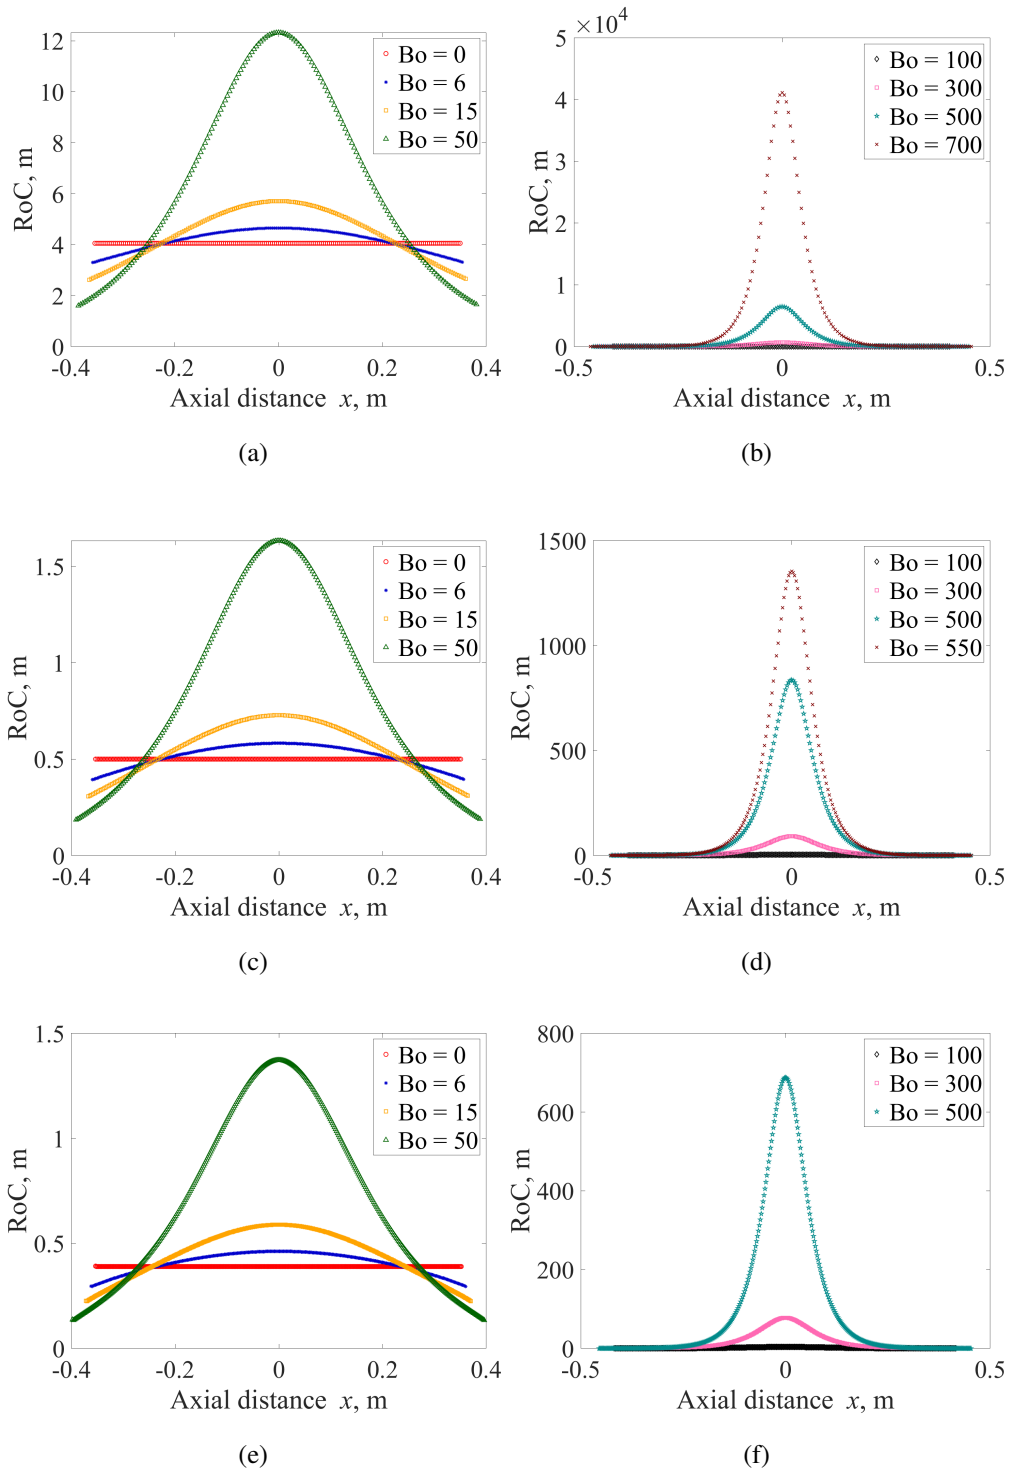 12
10
8
6
4
2
0
RoC, m
-0.4
-0.2
0
0.2
0.4
Axial distance x, m
Bo = 0
Bo = 6
Bo = 15
Bo = 50
(a)
×10⁴
5
4
3
2
1
0
RoC, m
-0.5
0
0.5
Axial distance x, m
Bo = 100
Bo = 300
Bo = 500
Bo = 700
(b)
1.5
1
0.5
0
RoC, m
-0.4
-0.2
0
0.2
0.4
Axial distance x, m
Bo = 0
Bo = 6
Bo = 15
Bo = 50
(c)
1500
1000
500
0
RoC, m
-0.5
0
0.5
Axial distance x, m
Bo = 100
Bo = 300
Bo = 500
Bo = 550
(d)
1.5
1
0.5
0
RoC, m
-0.4
-0.2
0
0.2
0.4
Axial distance x, m
Bo = 0
Bo = 6
Bo = 15
Bo = 50
(e)
800
600
400
200
0
RoC, m
-0.5
0
0.5
Axial distance x, m
Bo = 100
Bo = 300
Bo = 500
(f)